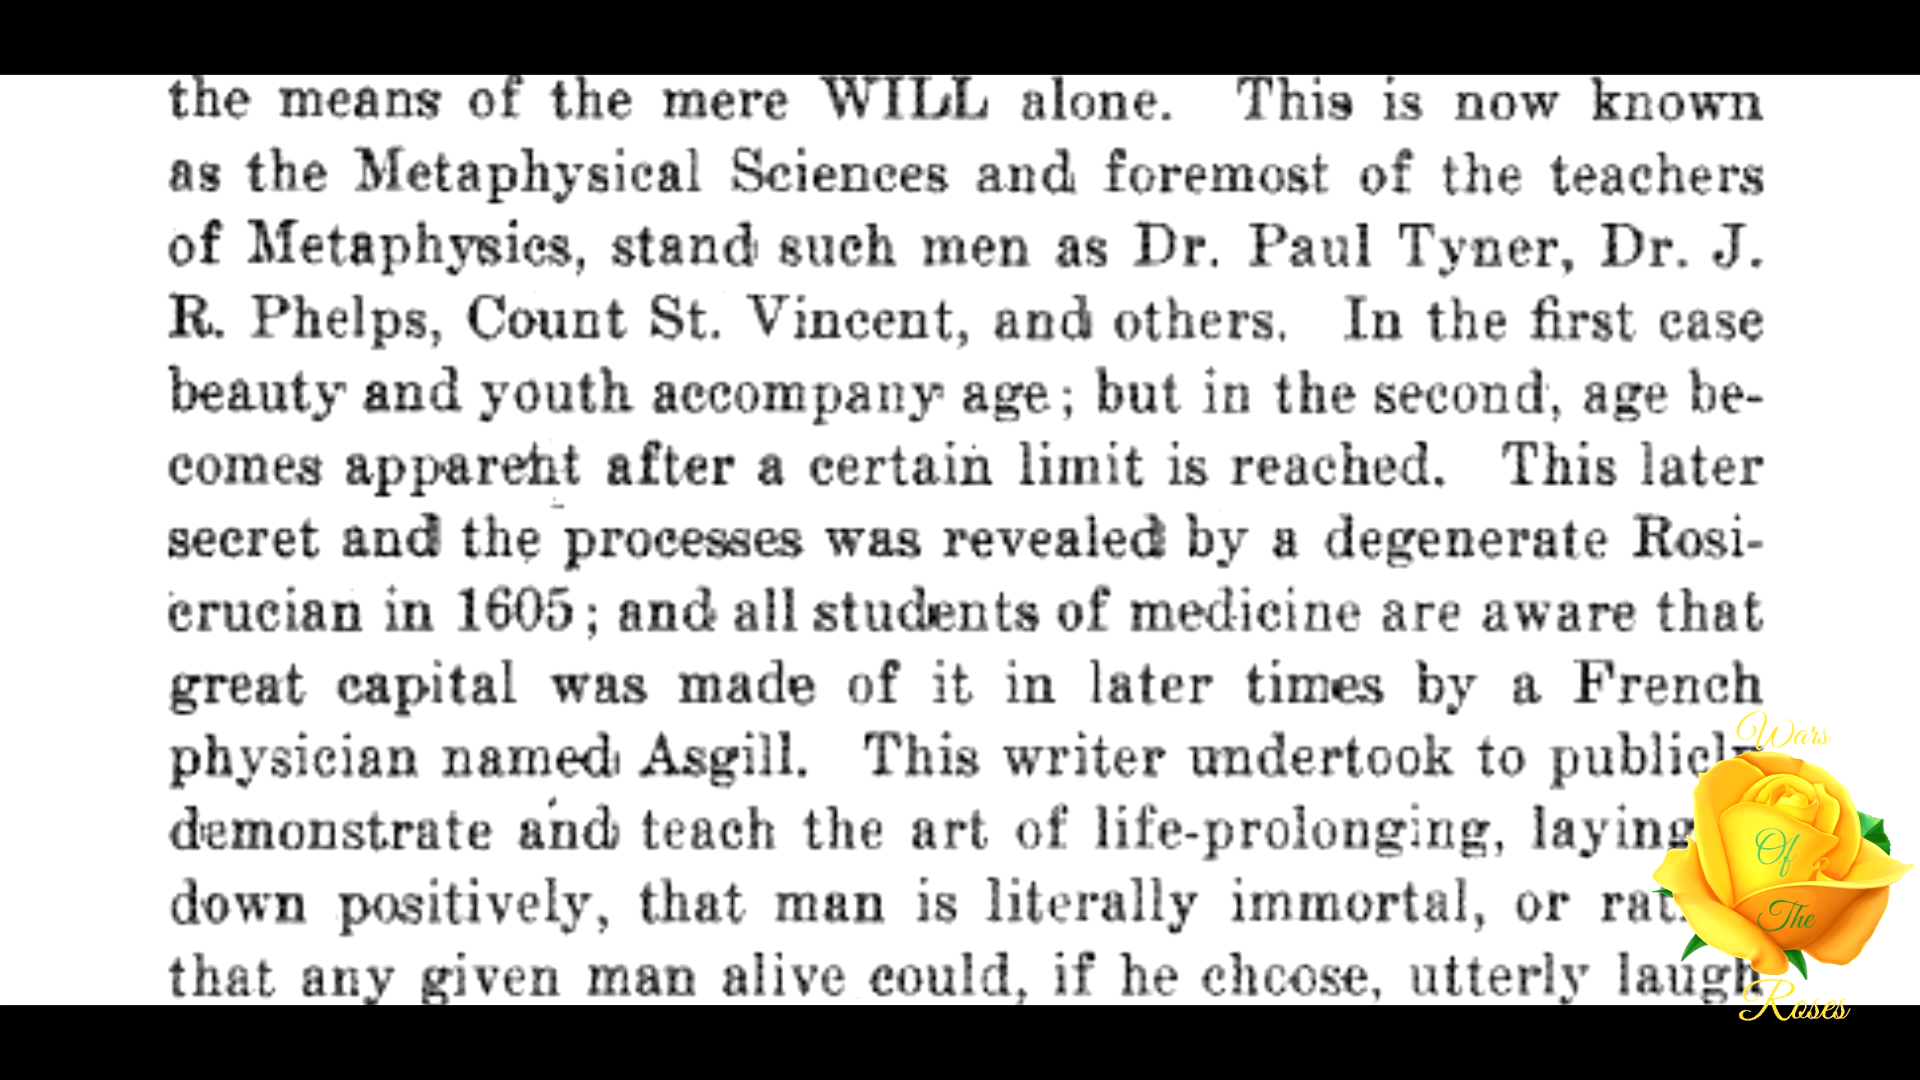 the means of the mere WILL alone. This is now known
as the Metaphysical Sciences and foremost of the teachers
of Metaphysics, stand such men as Dr. Paul Tyner, Dr. J.
R. Phelps, Count St. Vincent, and others. In the first case
beauty and youth accompany age; but in the second, age be-
comes apparent after a certain limit is reached. This later
secret and the processes was revealed by a degenerate Rosi-
crucian in 1605; and all students of medicine are aware that
great capital was made of it in later times by a French
physician named Asgill. This writer undertook to publicly
demonstrate and teach the art of life-prolonging, laying
down positively, that man is literally immortal, or
that any given man alive could, if he choose, utterly laugh
Wars
Of
The
Roses